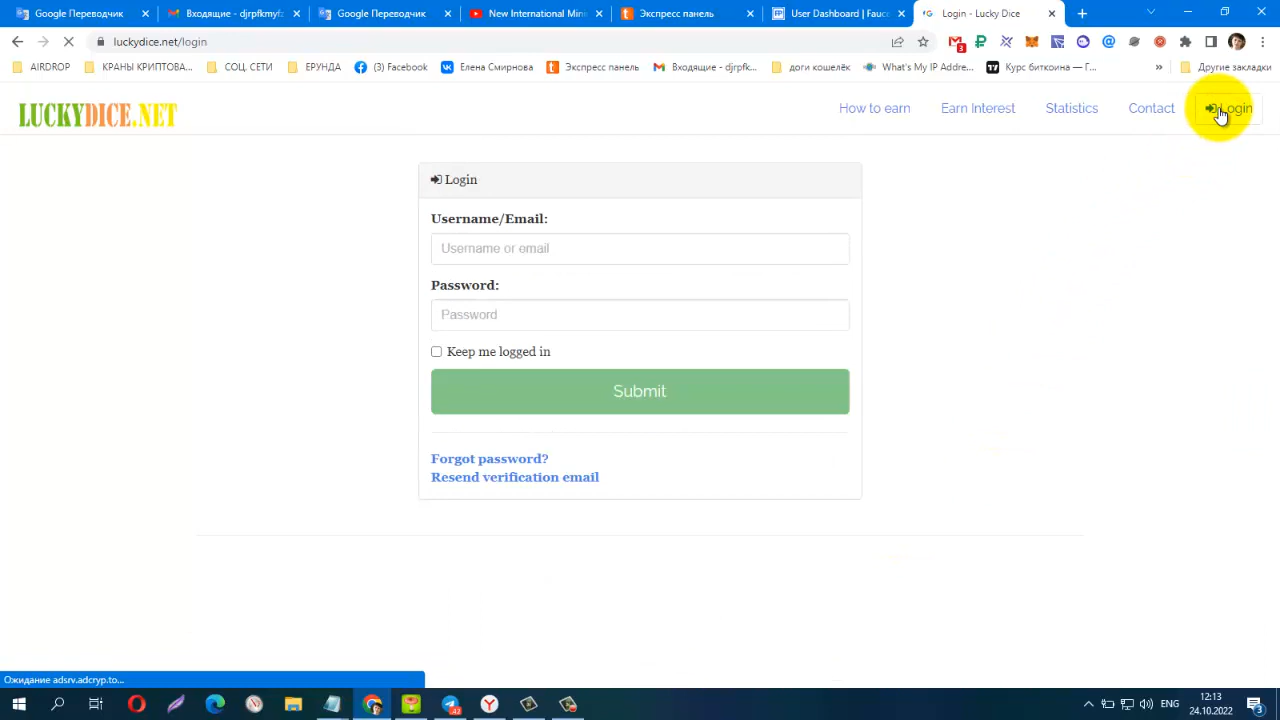 Google Переводчик
Входящие - djrpfkmyf
Google Переводчик
New International Min
Экспресс панель
User Dashboard | Fauce
Login - Lucky Dice
luckydice.net/login
3
AIRDROP
КРАНЫ КРИПТОВА...
СОЦ. СЕТИ
ЕРУНДА
(3) Facebook
Елена Смирнова
Экспресс панель
Входящие - djrpfk...
доги кошелёк
What's My IP Addre...
Курс биткоина — Г...
»
Другие закладки
LUCKYDICE.NET
How to earn
Earn Interest
Statistics
Contact
Login
Login
Username/Email:
Username or email
Password:
Password
Keep me logged in
Submit
Forgot password?
Resend verification email
Ожидание adsrv.adcryp.to...
ENG
12:13
24.10.2022
3